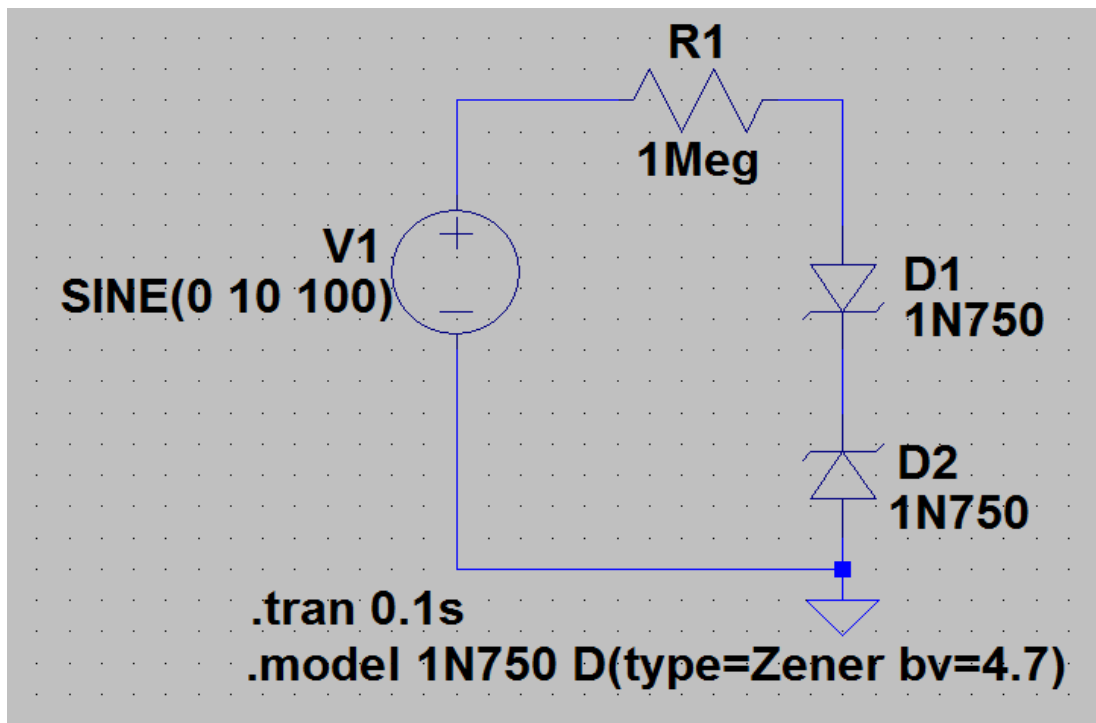 R1
1Meg
V1
SINE(0 10 100)
D1
1N750
D2
1N750
.tran 0.1s
.model 1N750 D(type=Zener bv=4.7)